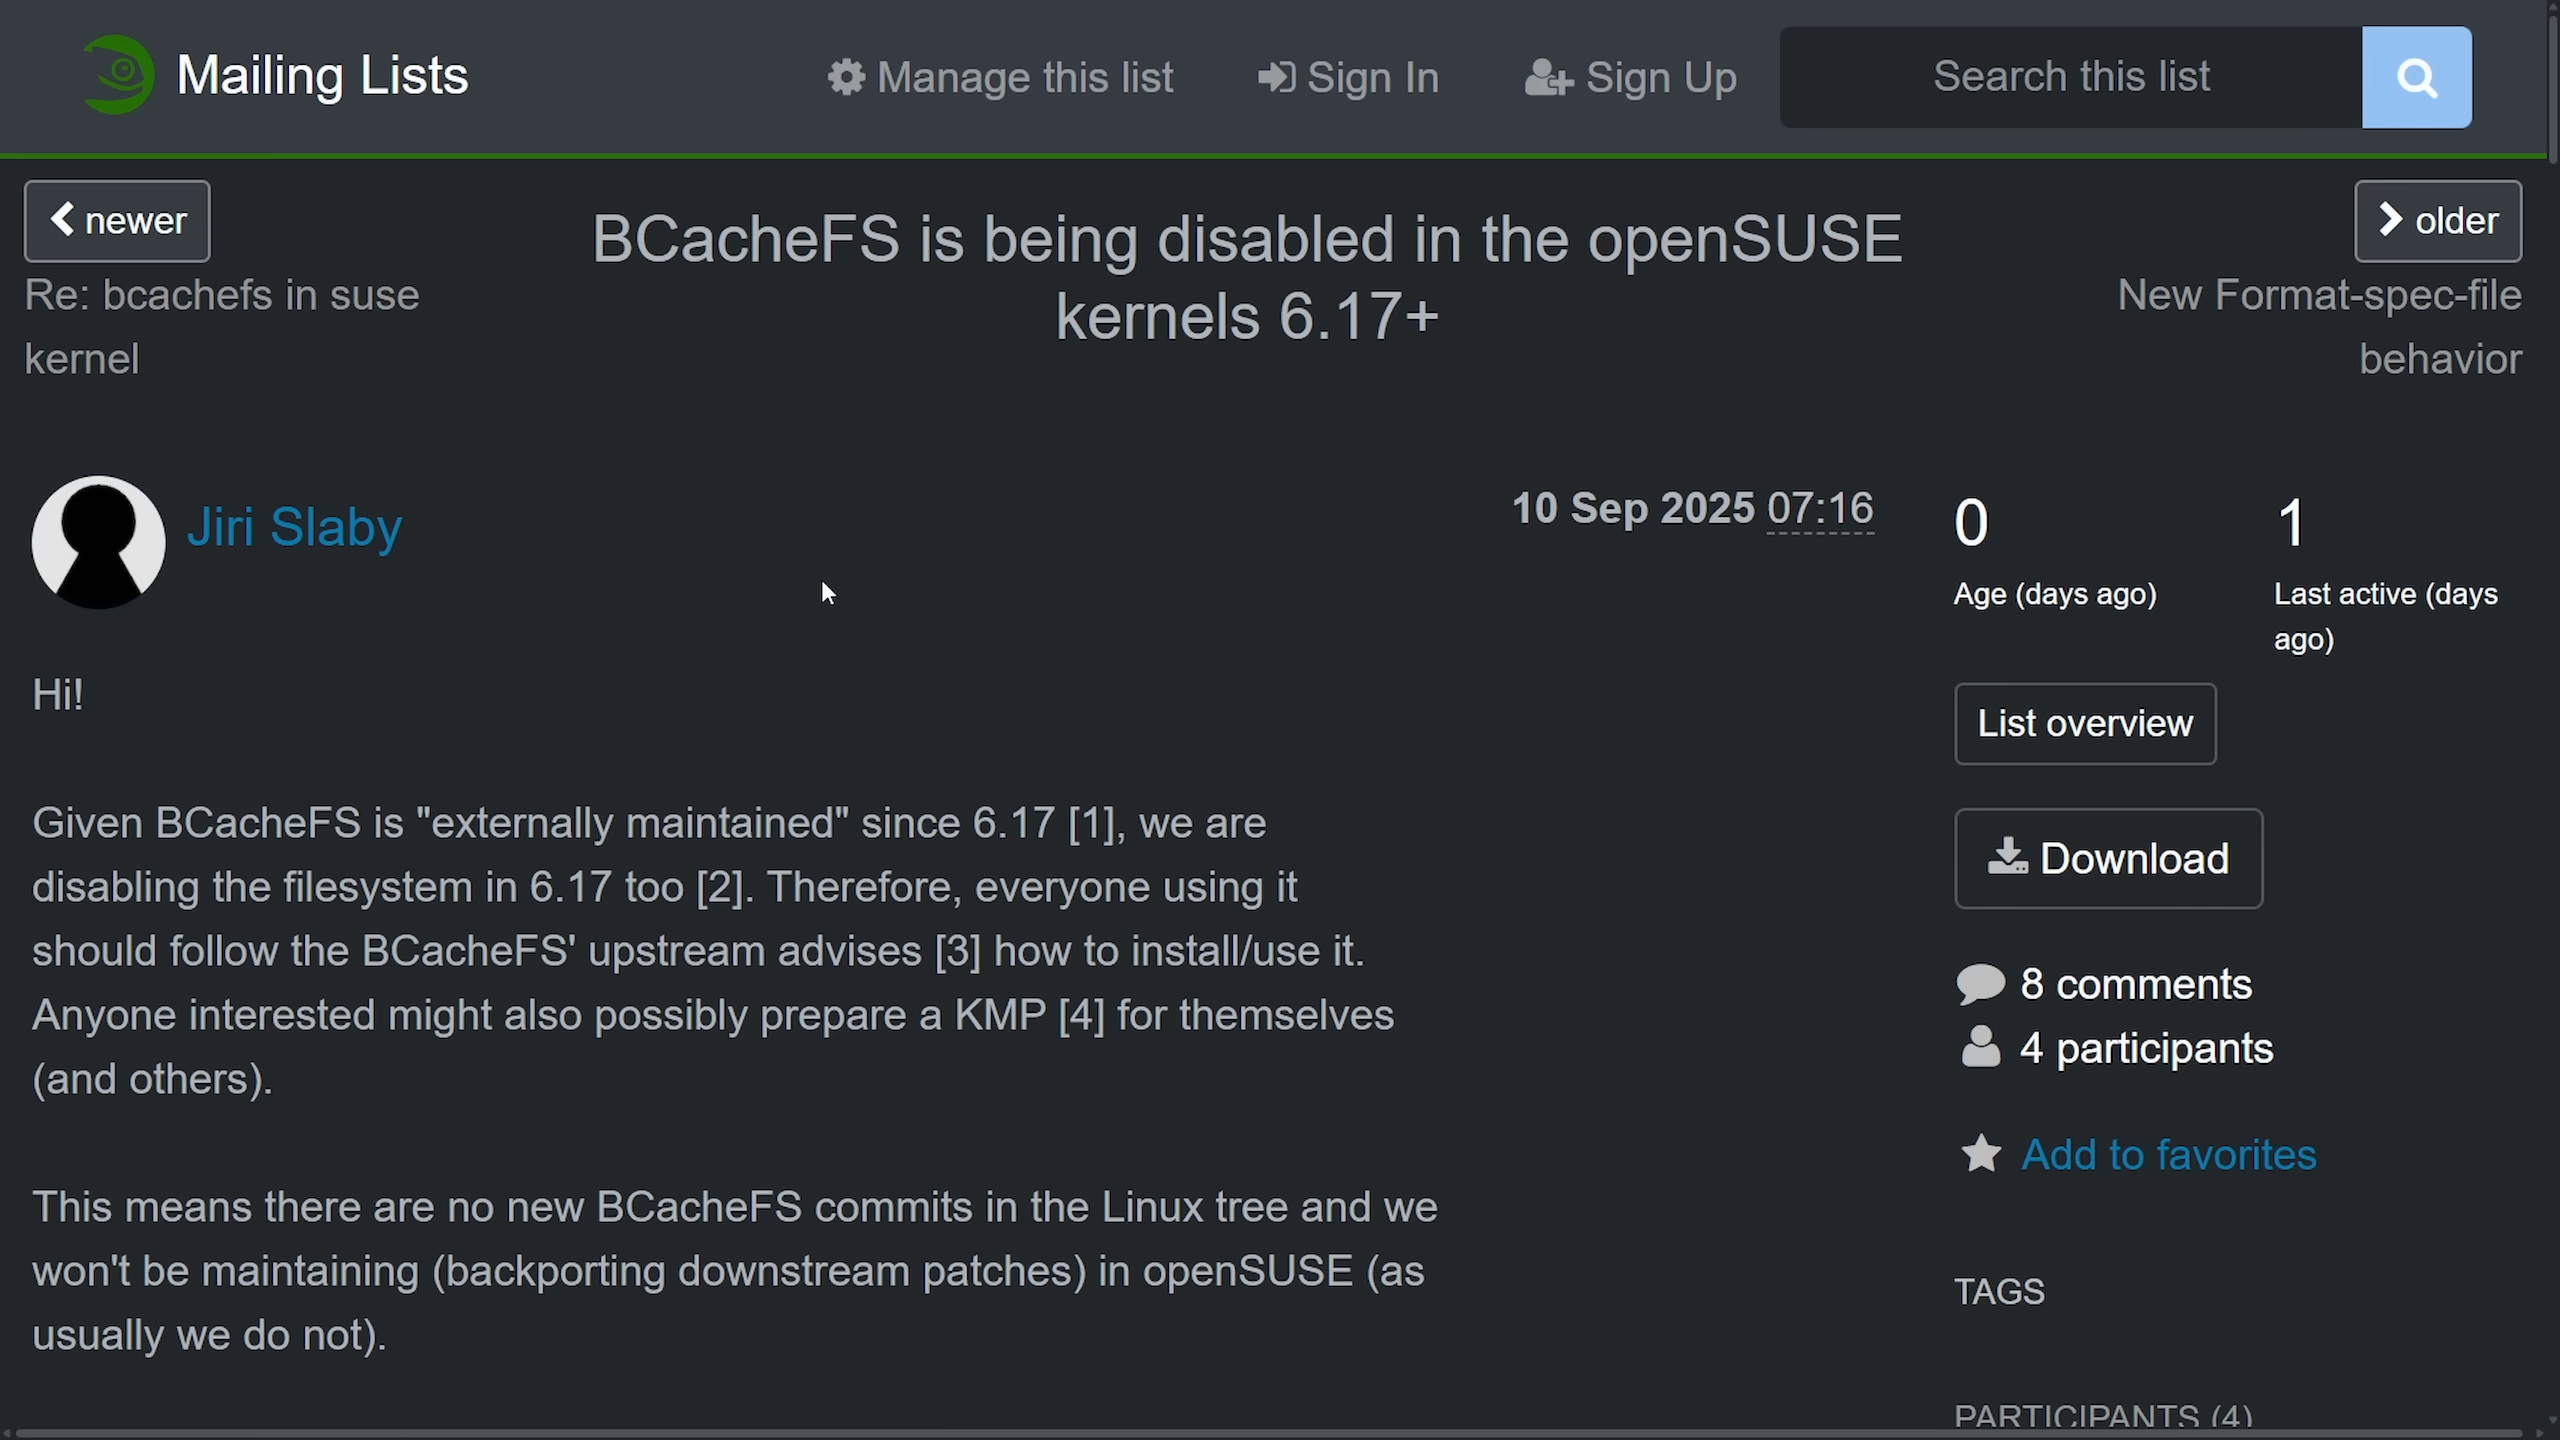 Mailing Lists
Manage this list
Sign In
Sign Up
Search this list
newer
BCacheFS is being disabled in the openSUSE
kernels 6.17+
older
Re: bcachefs in suse
kernel
New Format-spec-file
behavior
Jiri Slaby
10 Sep 2025 07:16
0
Age (days ago)
1
Last active (days
ago)
Hi!
List overview
Given BCacheFS is "externally maintained" since 6.17 [1], we are
disabling the filesystem in 6.17 too [2]. Therefore, everyone using it
should follow the BCacheFS' upstream advises [3] how to install/use it.
Anyone interested might also possibly prepare a KMP [4] for themselves
(and others).
Download
8 comments
4 participants
Add to favorites
This means there are no new BCacheFS commits in the Linux tree and we
won't be maintaining (backporting downstream patches) in openSUSE (as
usually we do not).
TAGS
PARTICIPANTS (4)